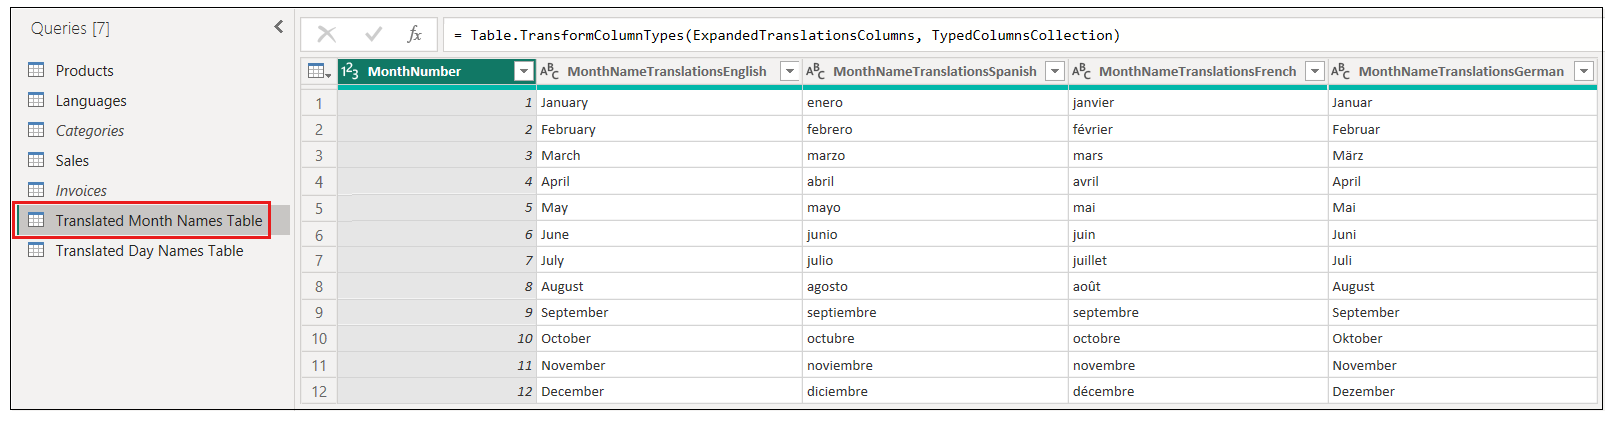 Queries [7]
Products
Languages
Categories
Sales
Invoices
Translated Month Names Table
Translated Day Names Table
fx = Table.TransformColumnTypes(ExpandedTranslationsColumns, TypedColumnsCollection)
123 MonthNumber ABC MonthNameTranslationsEnglish ABC MonthNameTranslationsSpanish ABC MonthNameTranslationsFrench ABC MonthNameTranslationsGerman
1 1 January enero janvier Januar
2 2 February febrero février Februar
3 3 March marzo mars März
4 4 April abril avril April
5 5 May mayo mai Mai
6 6 June junio juin Juni
7 7 July julio juillet Juli
8 8 August agosto août August
9 9 September septiembre septembre September
10 10 October octubre octobre Oktober
11 11 November noviembre novembre November
12 12 December diciembre décembre Dezember